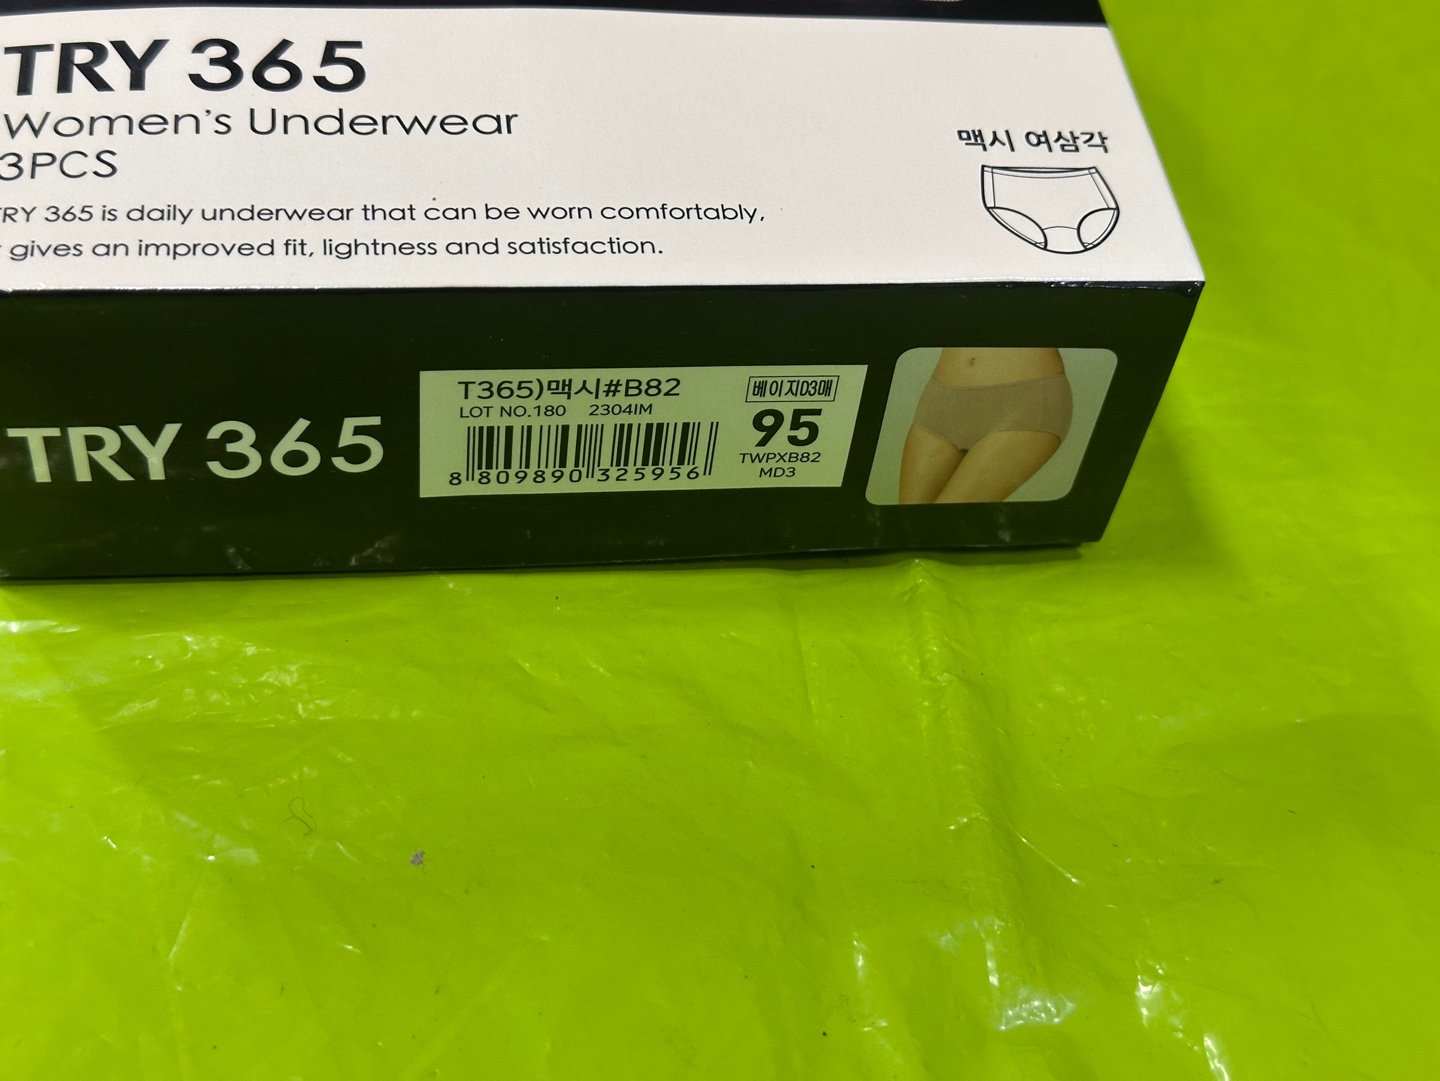 TRY 365
Women's Underwear
3PCS
TRY 365 is daily underwear that can be worn comfortably,
gives an improved fit, lightness and satisfaction.
맥시 여삼각
TRY 365
T365)맥시#B82
LOT NO.180 2304IM
8 809890 325956
베이지D3매
95
TWPXB82
MD3